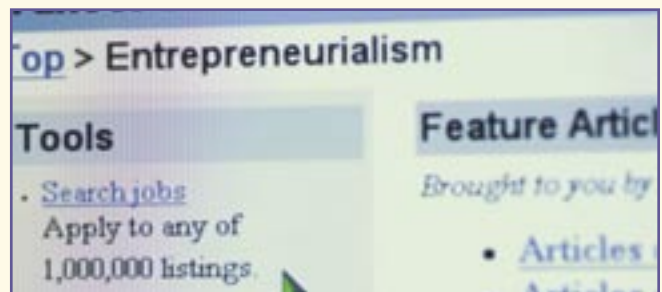 Top > Entrepreneurialism
Tools
Search jobs
Apply to any of
1,000,000 listings.
Feature Artic
Brought to you by
Articles
Articles